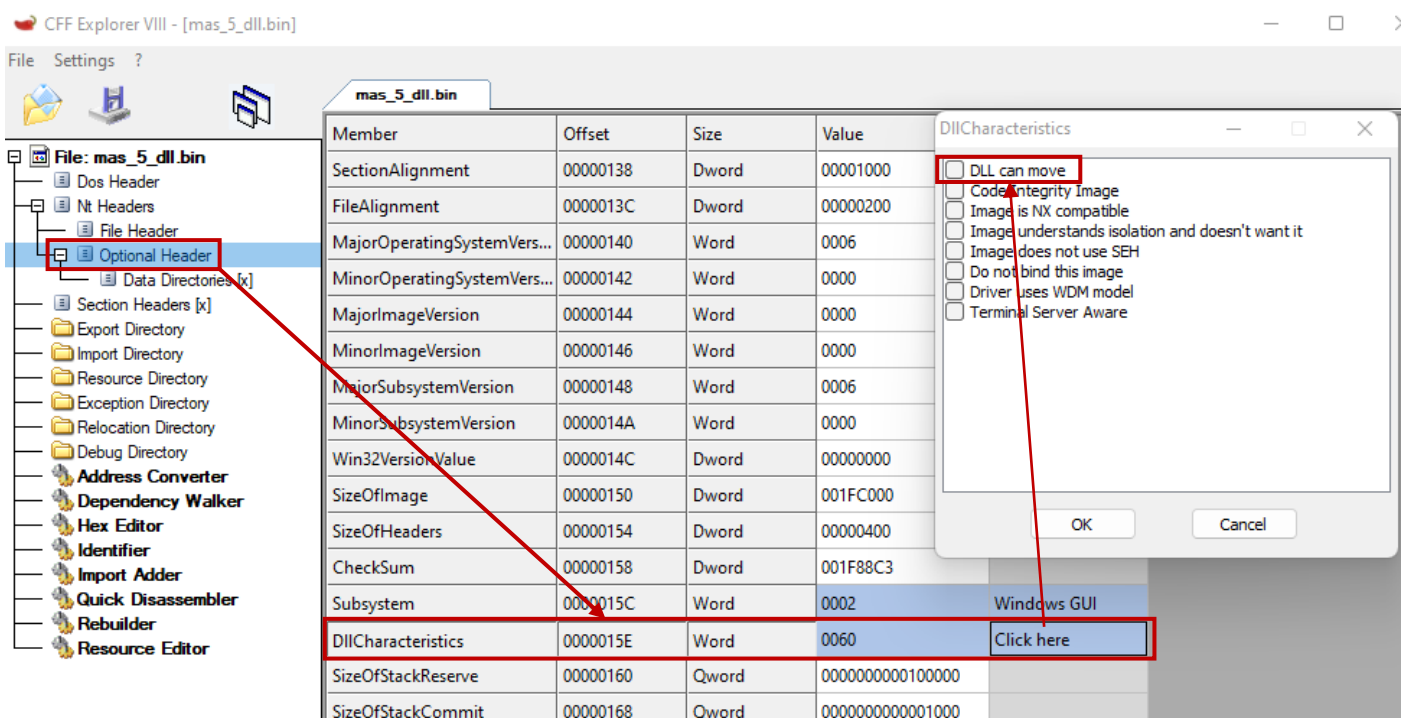 CFF Explorer VIII - [mas_5_dll.bin]
File Settings ?
mas_5_dll.bin
File: mas_5_dll.bin
Dos Header
Nt Headers
File Header
Optional Header
Data Directories [x]
Section Headers [x]
Export Directory
Import Directory
Resource Directory
Exception Directory
Relocation Directory
Debug Directory
Address Converter
Dependency Walker
Hex Editor
Identifier
Import Adder
Quick Disassembler
Rebuilder
Resource Editor
Member Offset Size Value
SectionAlignment 00000138 Dword 00001000
FileAlignment 0000013C Dword 00000200
MajorOperatingSystemVers... 00000140 Word 0006
MinorOperatingSystemVers... 00000142 Word 0000
MajorImageVersion 00000144 Word 0000
MinorImageVersion 00000146 Word 0000
MajorSubsystemVersion 00000148 Word 0006
MinorSubsystemVersion 0000014A Word 0000
Win32VersionValue 0000014C Dword 00000000
SizeOfImage 00000150 Dword 001FC000
SizeOfHeaders 00000154 Dword 00000400
CheckSum 00000158 Dword 001F88C3
Subsystem 0000015C Word 0002 Windows GUI
DllCharacteristics 0000015E Word 0060 Click here
SizeOfStackReserve 00000160 Qword 0000000000100000
SizeOfStackCommit 00000168 Qword 0000000000001000
DllCharacteristics
DLL can move
Code Integrity Image
Image is NX compatible
Image understands isolation and doesn't want it
Image does not use SEH
Do not bind this image
Driver uses WDM model
Terminal Server Aware
OK Cancel